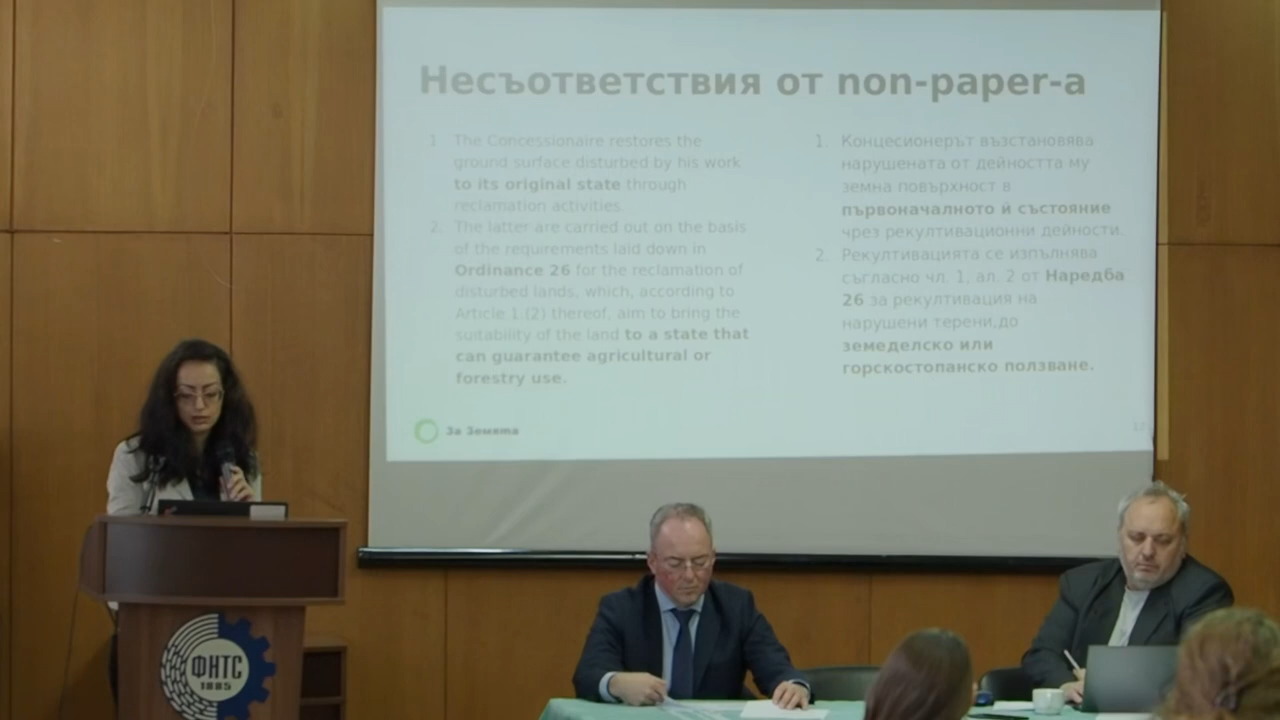 Несъответствия от non-paper-а
1. The Concessionaire restores the
ground surface disturbed by his work
to its original state through
reclamation activities.
2. The latter are carried out on the basis
of the requirements laid down in
Ordinance 26 for the reclamation of
disturbed lands, which, according to
Article 1.(2) thereof, aim to bring the
suitability of the land to a state that
can guarantee agricultural or
forestry use.
1. Концесионерът възстановява
нарушената от дейността му
земна повърхност в
първоначалното ѝ състояние
чрез рекултивационни дейности.
2. Рекултивацията се изпълнява
съгласно чл. 1, ал. 2 от Наредба
26 за рекултивация на
нарушени терени,до
земеделско или
горскостопанско ползване.
За Земята
ФНТС
1885